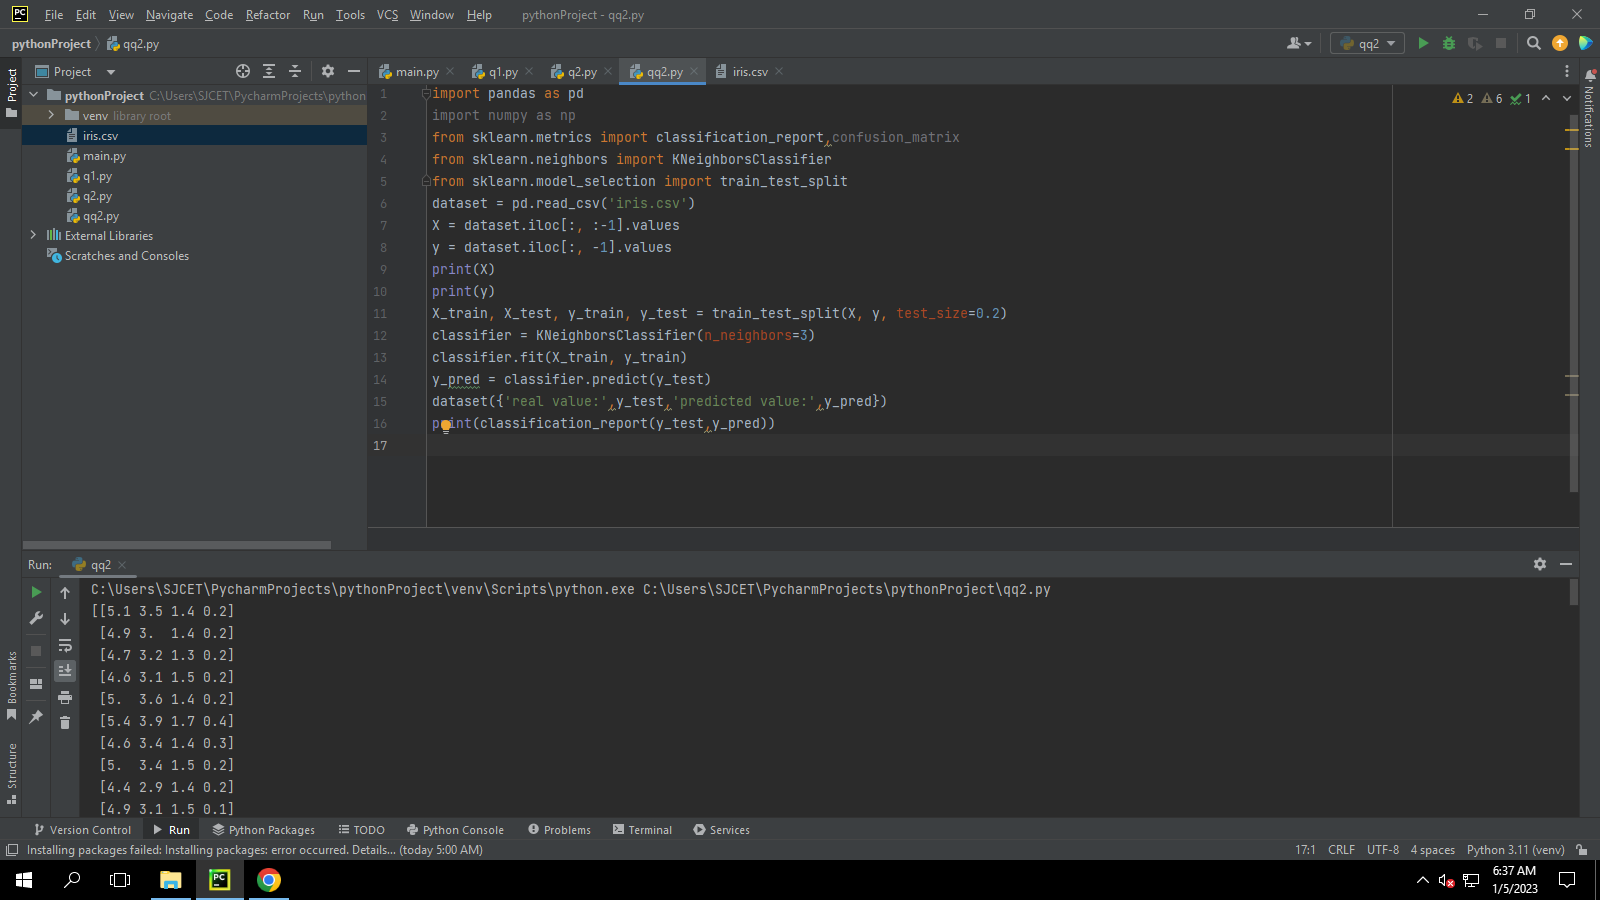 PC File Edit View Navigate Code Refactor Run Tools VCS Window Help pythonProject - qq2.py
pythonProject qq2.py qq2
Project
Project
main.py q1.py q2.py qq2.py iris.csv
pythonProject C:\Users\SJCET\PycharmProjects\python
venv library root
iris.csv
main.py
q1.py
q2.py
qq2.py
External Libraries
Scratches and Consoles
2 6 1
Notifications
1 import pandas as pd
2 import numpy as np
3 from sklearn.metrics import classification_report,confusion_matrix
4 from sklearn.neighbors import KNeighborsClassifier
5 from sklearn.model_selection import train_test_split
6 dataset = pd.read_csv('iris.csv')
7 X = dataset.iloc[:, :-1].values
8 y = dataset.iloc[:, -1].values
9 print(X)
10 print(y)
11 X_train, X_test, y_train, y_test = train_test_split(X, y, test_size=0.2)
12 classifier = KNeighborsClassifier(n_neighbors=3)
13 classifier.fit(X_train, y_train)
14 y_pred = classifier.predict(y_test)
15 dataset({'real value:',y_test,'predicted value:',y_pred})
16 print(classification_report(y_test,y_pred))
17
Run: qq2
C:\Users\SJCET\PycharmProjects\pythonProject\venv\Scripts\python.exe C:\Users\SJCET\PycharmProjects\pythonProject\qq2.py
[[5.1 3.5 1.4 0.2]
[4.9 3.  1.4 0.2]
[4.7 3.2 1.3 0.2]
[4.6 3.1 1.5 0.2]
[5.  3.6 1.4 0.2]
[5.4 3.9 1.7 0.4]
[4.6 3.4 1.4 0.3]
[5.  3.4 1.5 0.2]
[4.4 2.9 1.4 0.2]
[4.9 3.1 1.5 0.1]
Bookmarks
Structure
Version Control Run Python Packages TODO Python Console Problems Terminal Services
Installing packages failed: Installing packages: error occurred. Details... (today 5:00 AM) 17:1 CRLF UTF-8 4 spaces Python 3.11 (venv)
PC
6:37 AM
1/5/2023